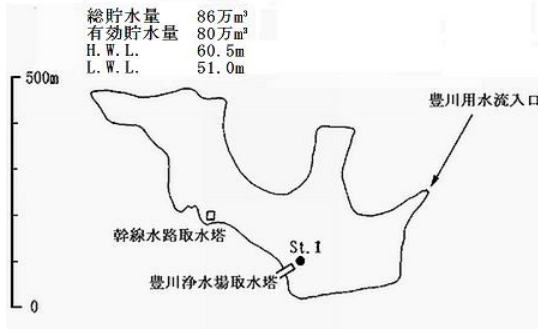 総貯水量 86万m³
有効貯水量 80万m³
H.W.L. 60.5m
L.W.L. 51.0m
500m
豊川用水流入口
幹線水路取水塔
St.1
豊川浄水場取水塔
0